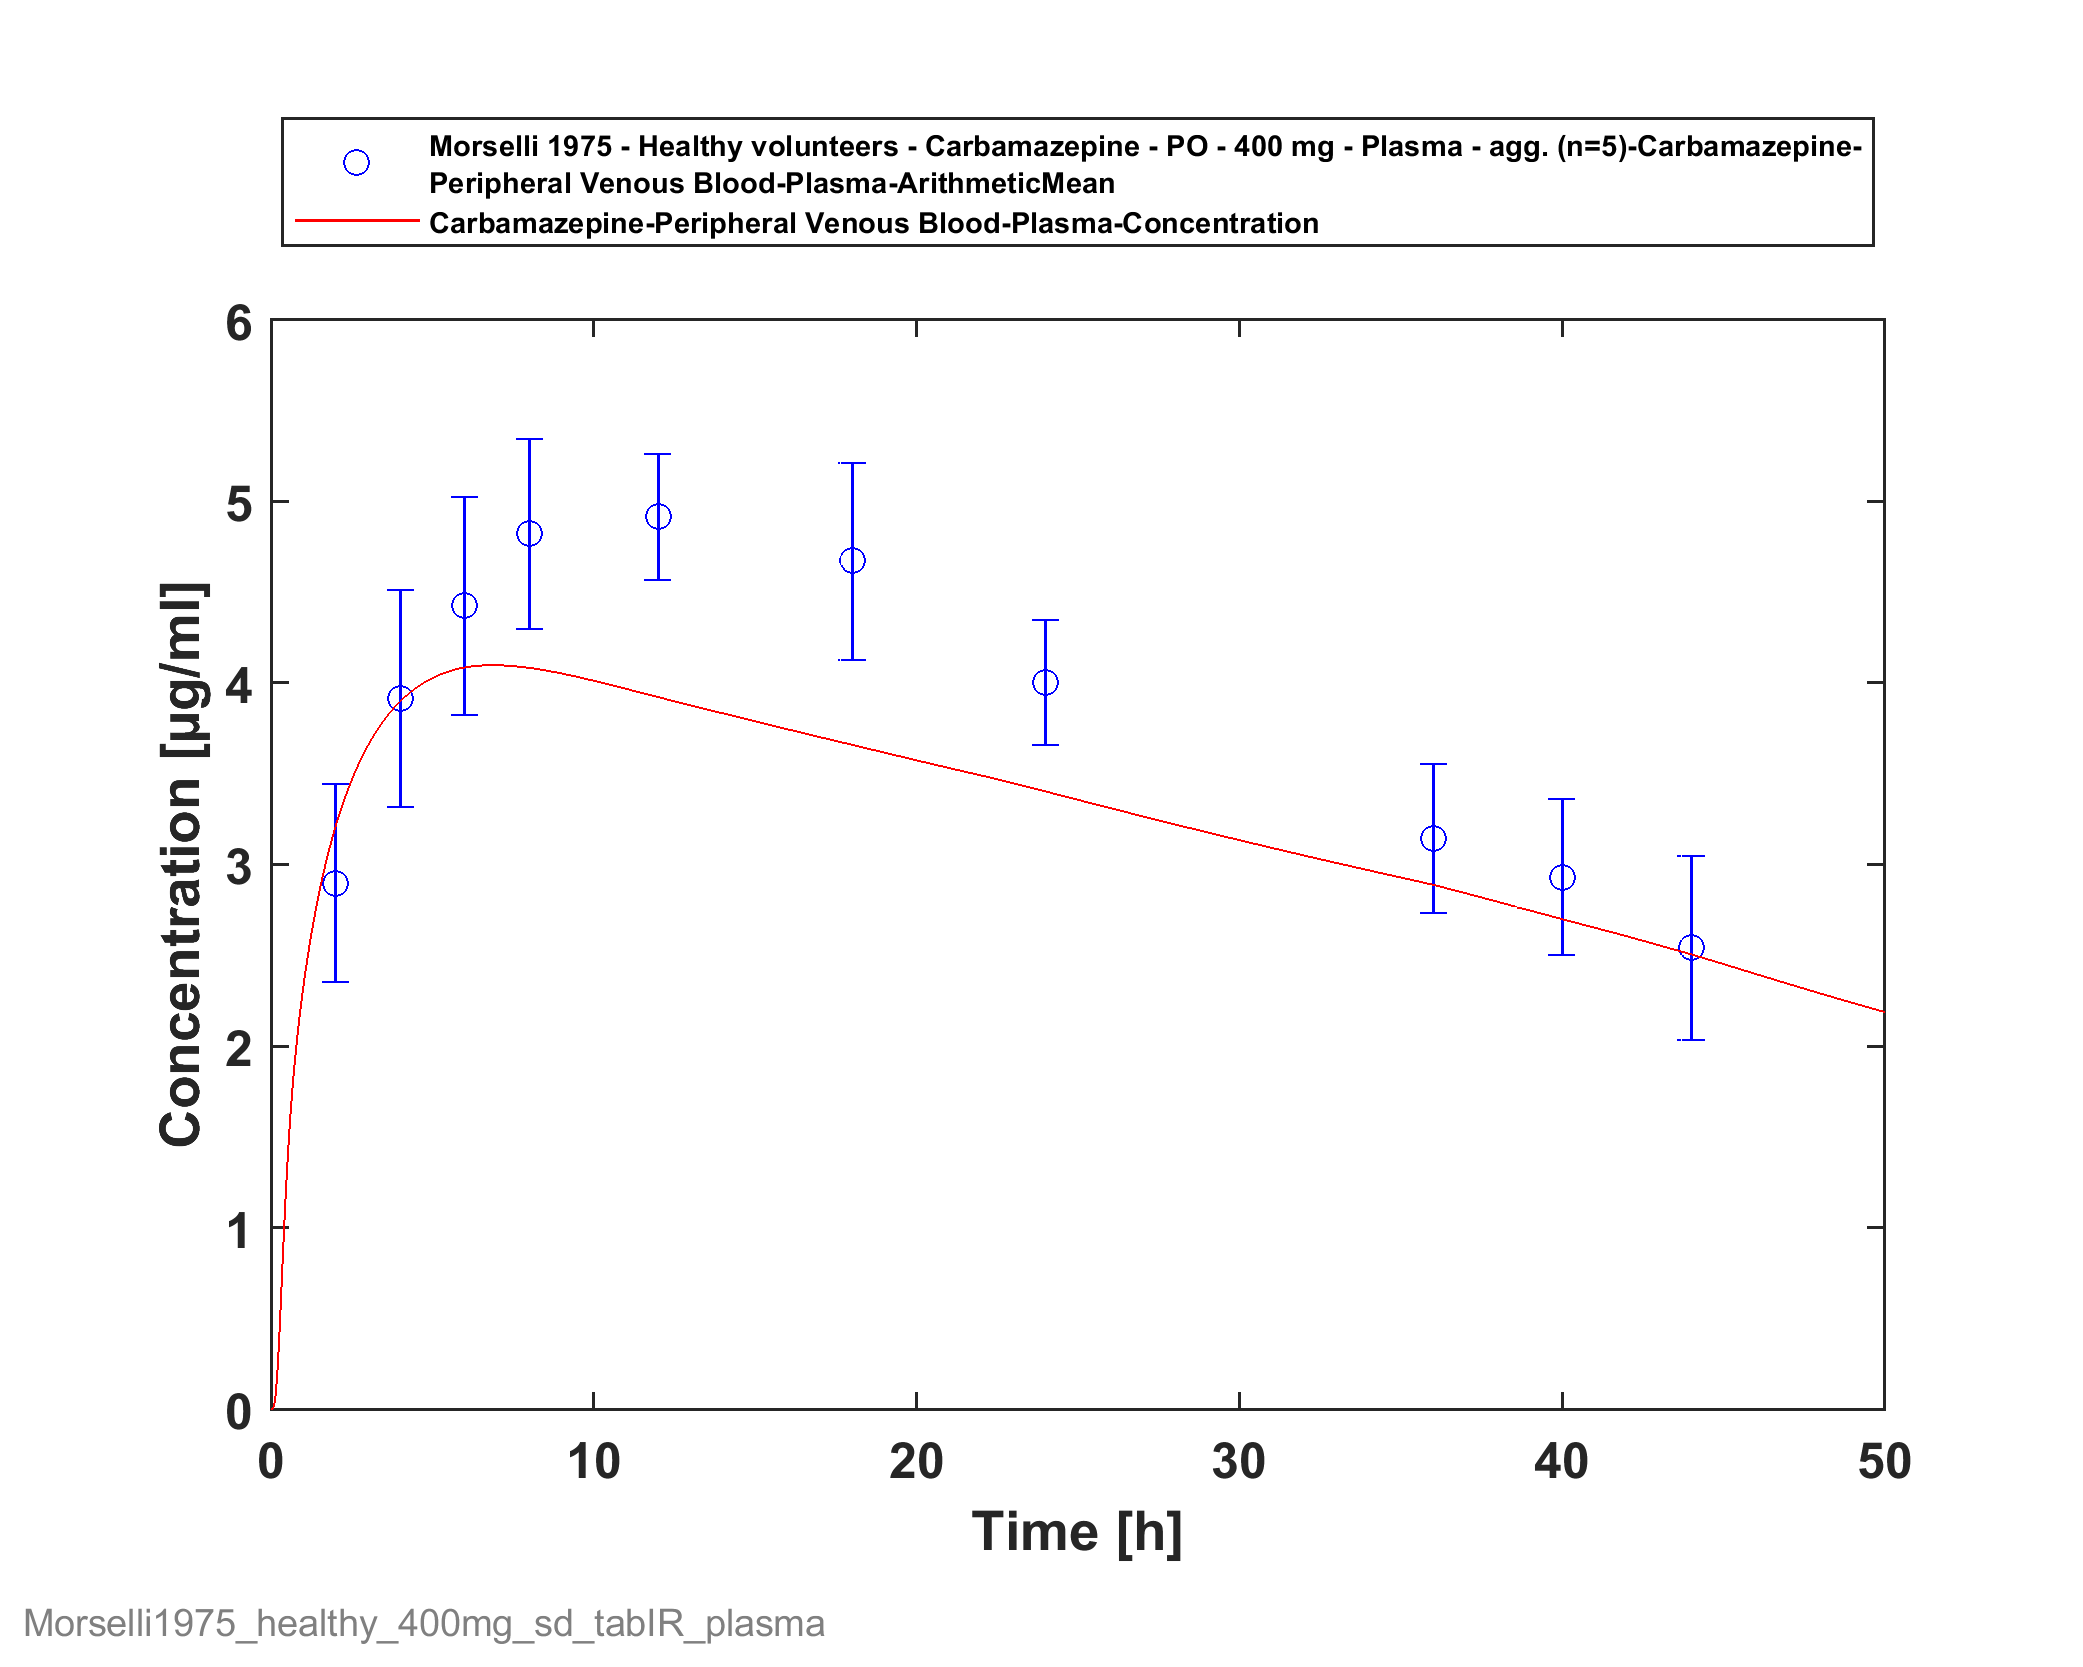 Morselli 1975 - Healthy volunteers - Carbamazepine - PO - 400 mg - Plasma - agg. (n=5)-Carbamazepine-
Peripheral Venous Blood-Plasma-ArithmeticMean
Carbamazepine-Peripheral Venous Blood-Plasma-Concentration
6
5
4
3
2
1
0
Concentration [µg/ml]
0 10 20 30 40 50
Time [h]
Morselli1975_healthy_400mg_sd_tabIR_plasma